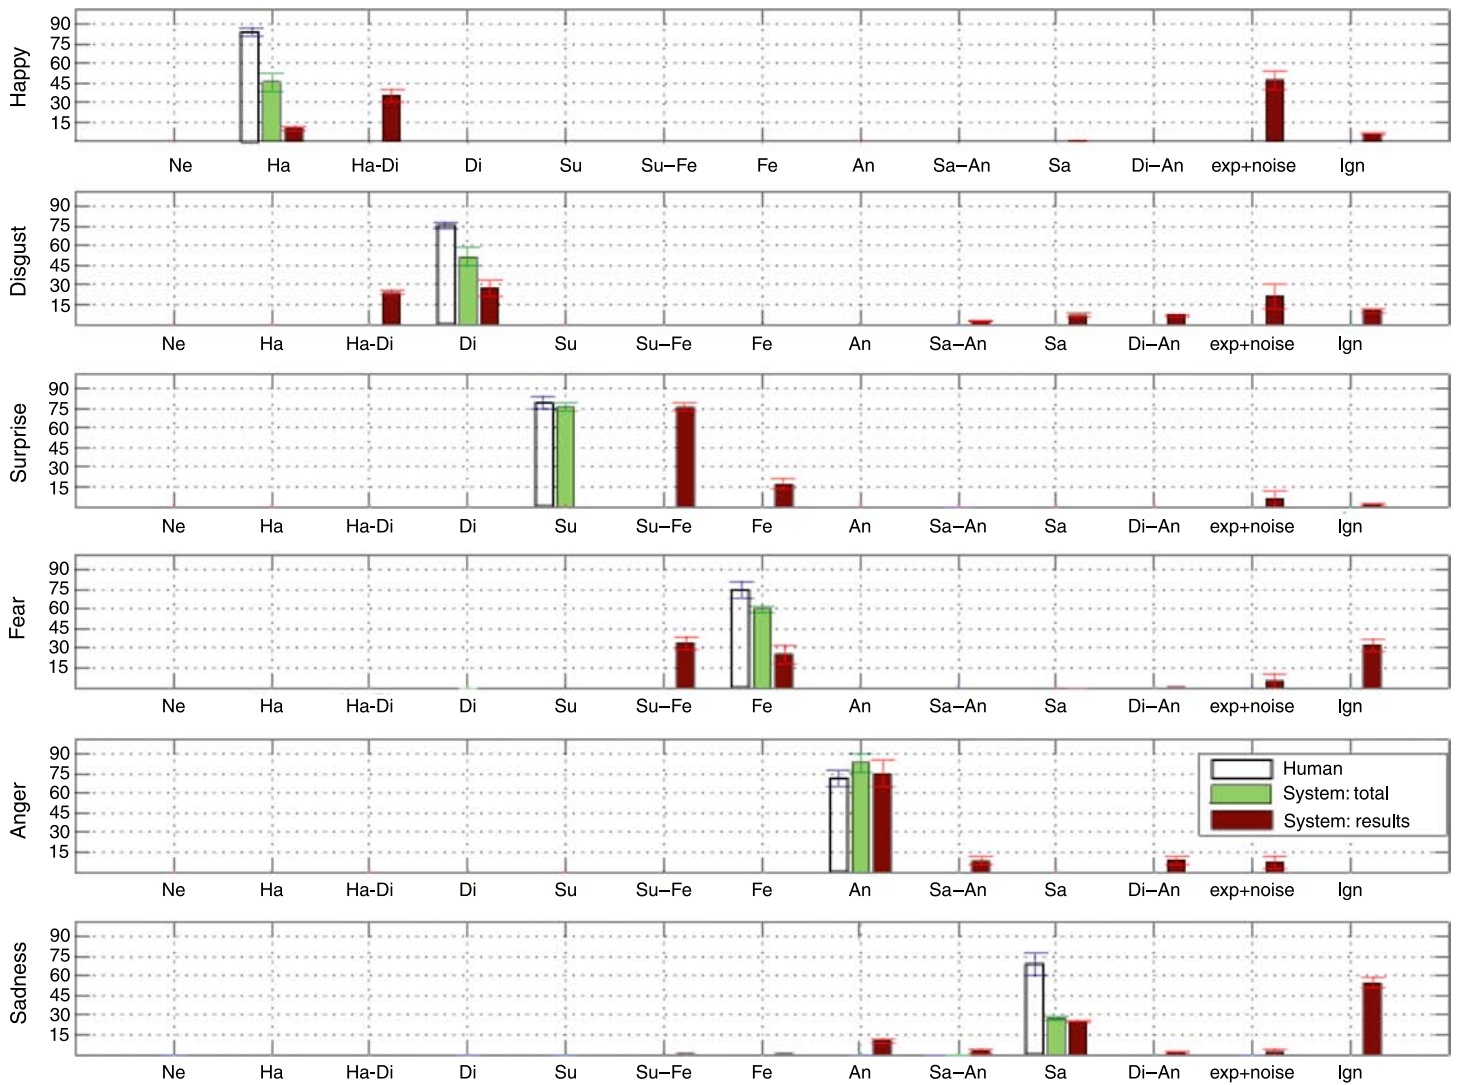 Happy
90
75
60
45
30
15
Ne Ha Ha-Di Di Su Su–Fe Fe An Sa–An Sa Di–An exp+noise Ign
Disgust
90
75
60
45
30
15
Ne Ha Ha-Di Di Su Su–Fe Fe An Sa–An Sa Di–An exp+noise Ign
Surprise
90
75
60
45
30
15
Ne Ha Ha-Di Di Su Su–Fe Fe An Sa–An Sa Di–An exp+noise Ign
Fear
90
75
60
45
30
15
Ne Ha Ha-Di Di Su Su–Fe Fe An Sa–An Sa Di–An exp+noise Ign
Anger
90
75
60
45
30
15
Human
System: total
System: results
Ne Ha Ha-Di Di Su Su–Fe Fe An Sa–An Sa Di–An exp+noise Ign
Sadness
90
75
60
45
30
15
Ne Ha Ha-Di Di Su Su–Fe Fe An Sa–An Sa Di–An exp+noise Ign